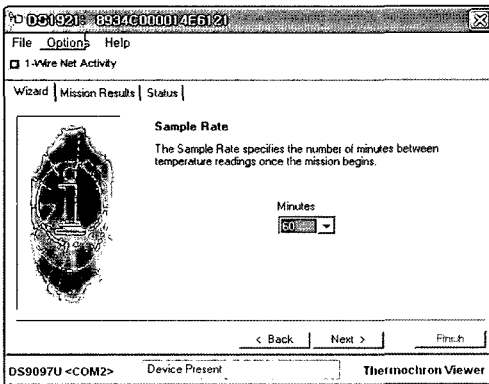 DS1921: 8934C000014E6121
File Options Help
1-Wire Net Activity
Wizard Mission Results Status
Sample Rate
The Sample Rate specifies the number of minutes between
temperature readings once the mission begins.
Minutes
60
< Back Next > Finish
DS9097U <COM2> Device Present Thermochron Viewer